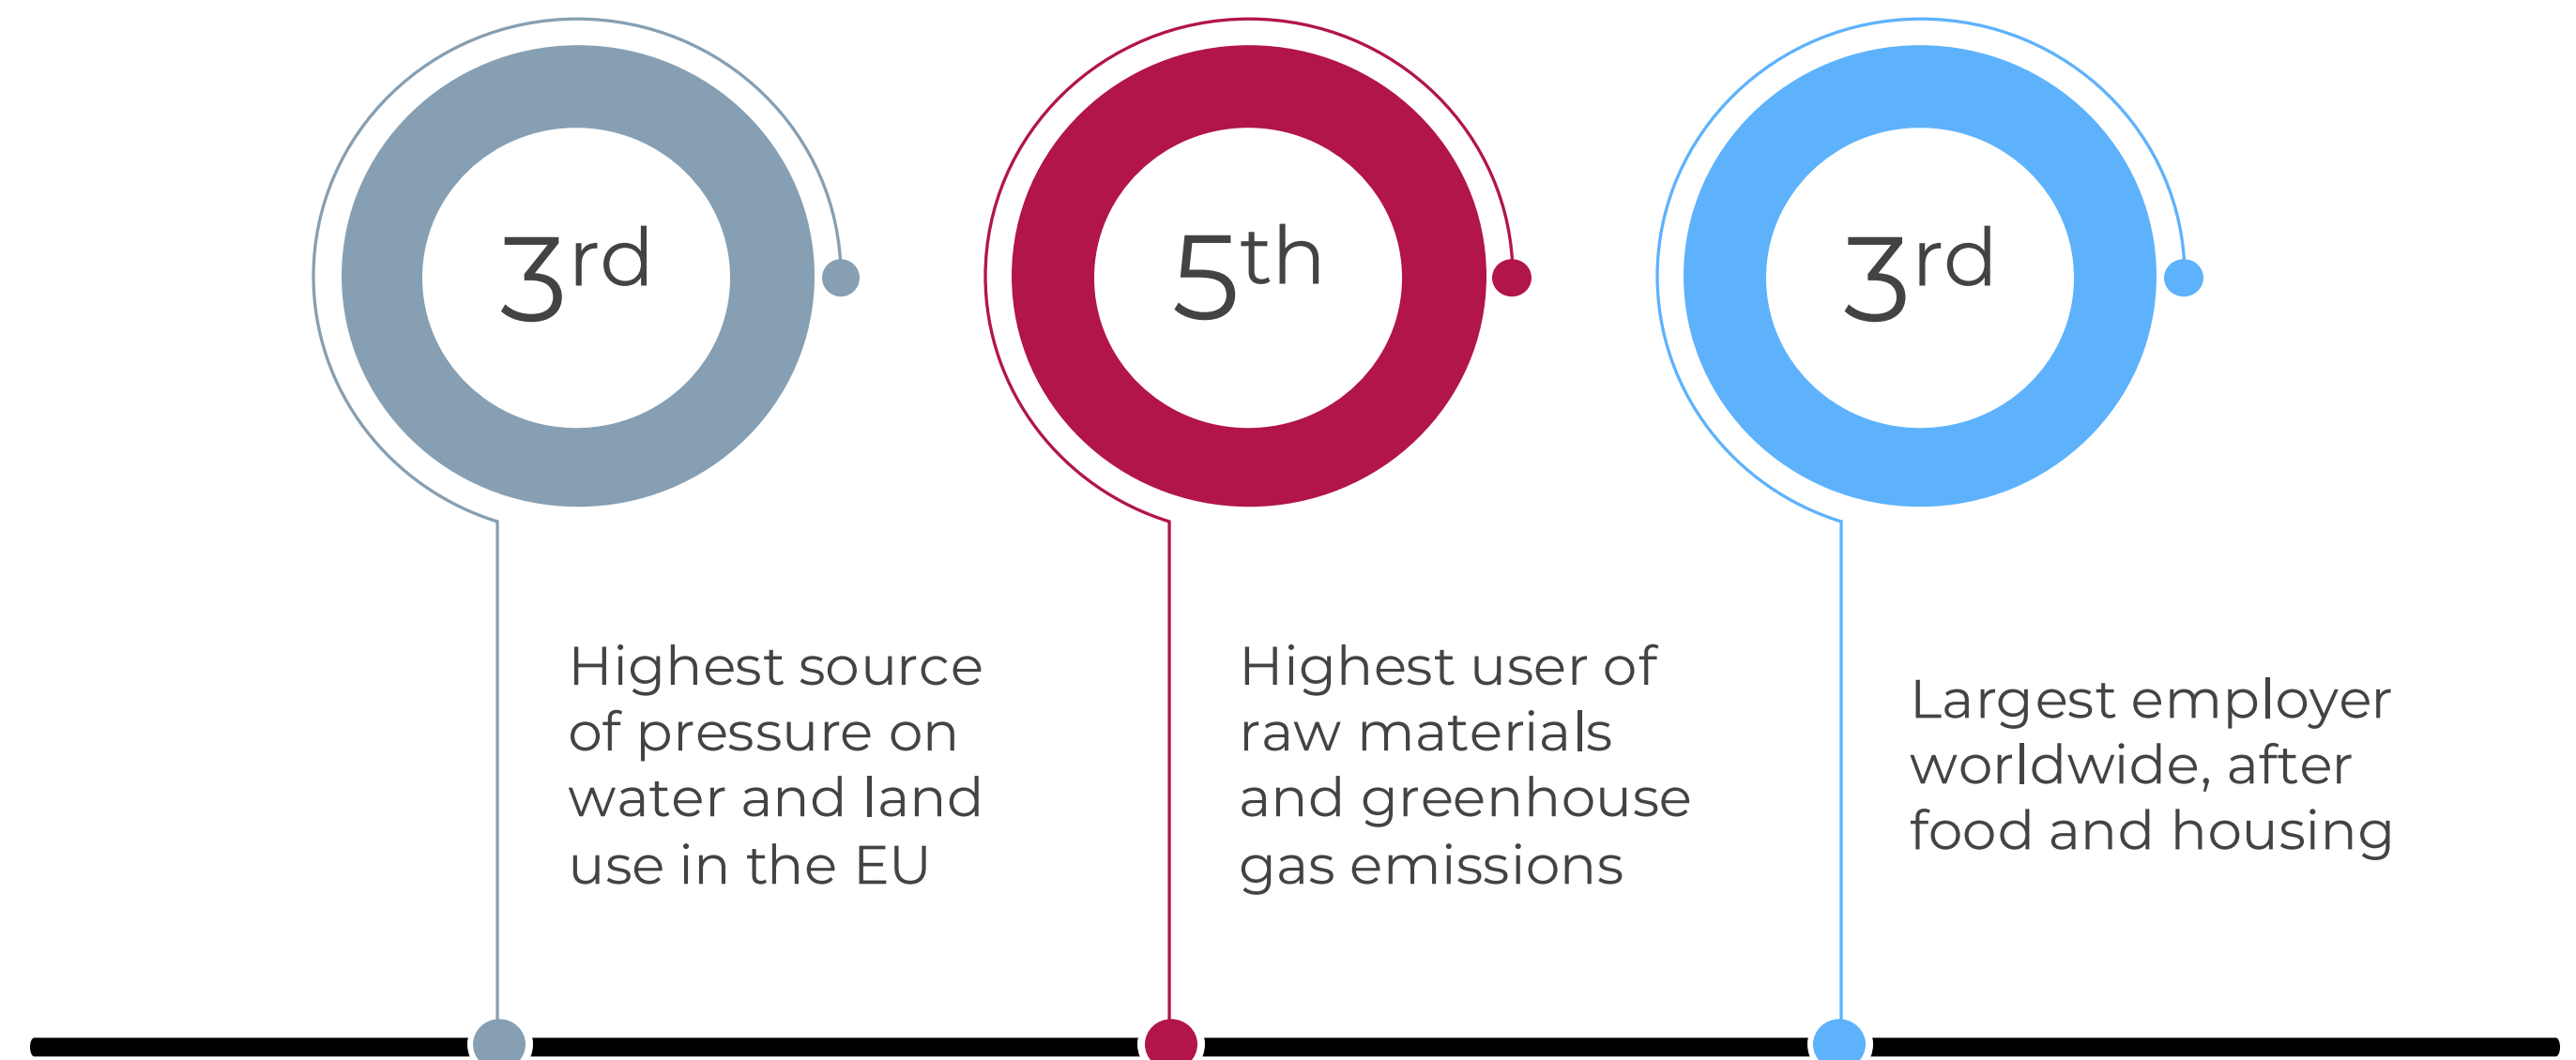 3rd
Highest source
of pressure on
water and land
use in the EU
5th
Highest user of
raw materials
and greenhouse
gas emissions
3rd
Largest employer
worldwide, after
food and housing